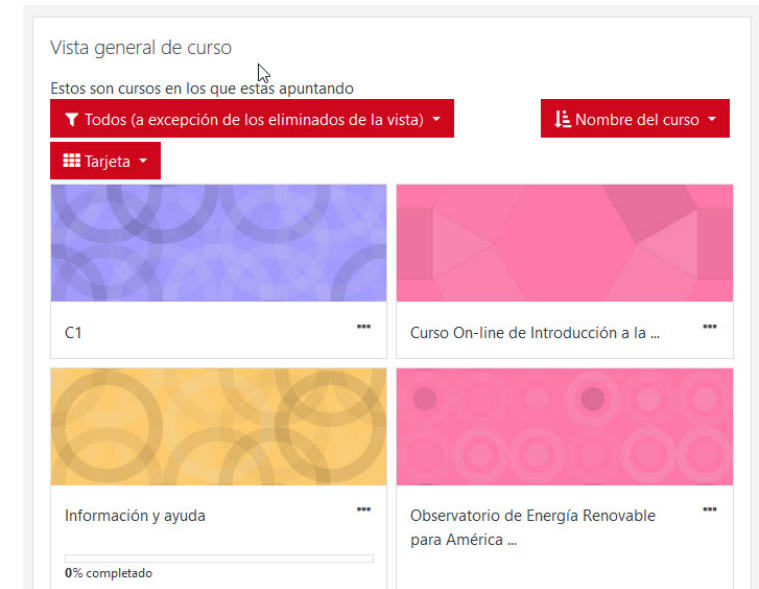 Vista general de curso
Estos son cursos en los que estás apuntando
Todos (a excepción de los eliminados de la vista)
Nombre del curso
Tarjeta
C1
Curso On-line de Introducción a la ...
Información y ayuda
0% completado
Observatorio de Energía Renovable
para América ...